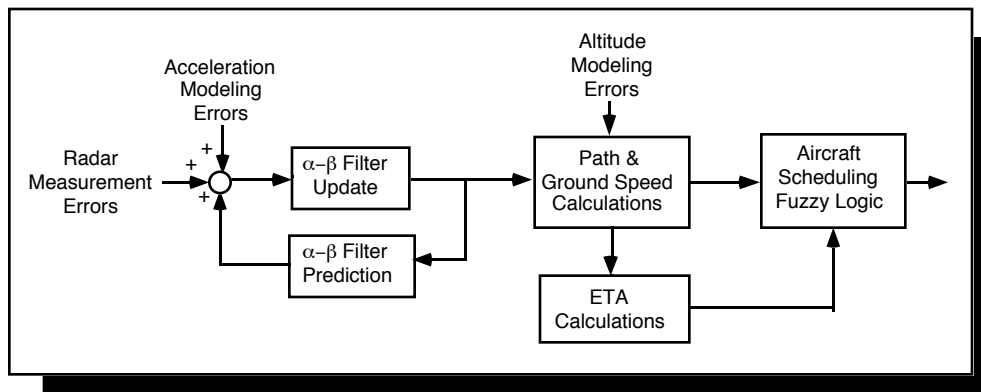 Acceleration
Modeling
Errors
Altitude
Modeling
Errors
Radar
Measurement
Errors
+
+
+
α−β Filter
Update
α−β Filter
Prediction
Path &
Ground Speed
Calculations
Aircraft
Scheduling
Fuzzy Logic
ETA
Calculations